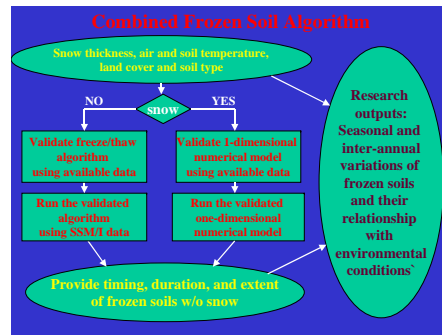 Combined Frozen Soil Algorithm
Snow thickness, air and soil temperature,
land cover and soil type
NO
YES
snow
Validate freeze/thaw
algorithm
using available data
Validate 1-dimensional
numerical model
using available data
Run the validated
algorithm
using SSM/I data
Run the validated
one-dimensional
numerical model
Provide timing, duration, and extent
of frozen soils w/o snow
Research
outputs:
Seasonal and
inter-annual
variations of
frozen soils
and their
relationship
with
environmental
conditions`